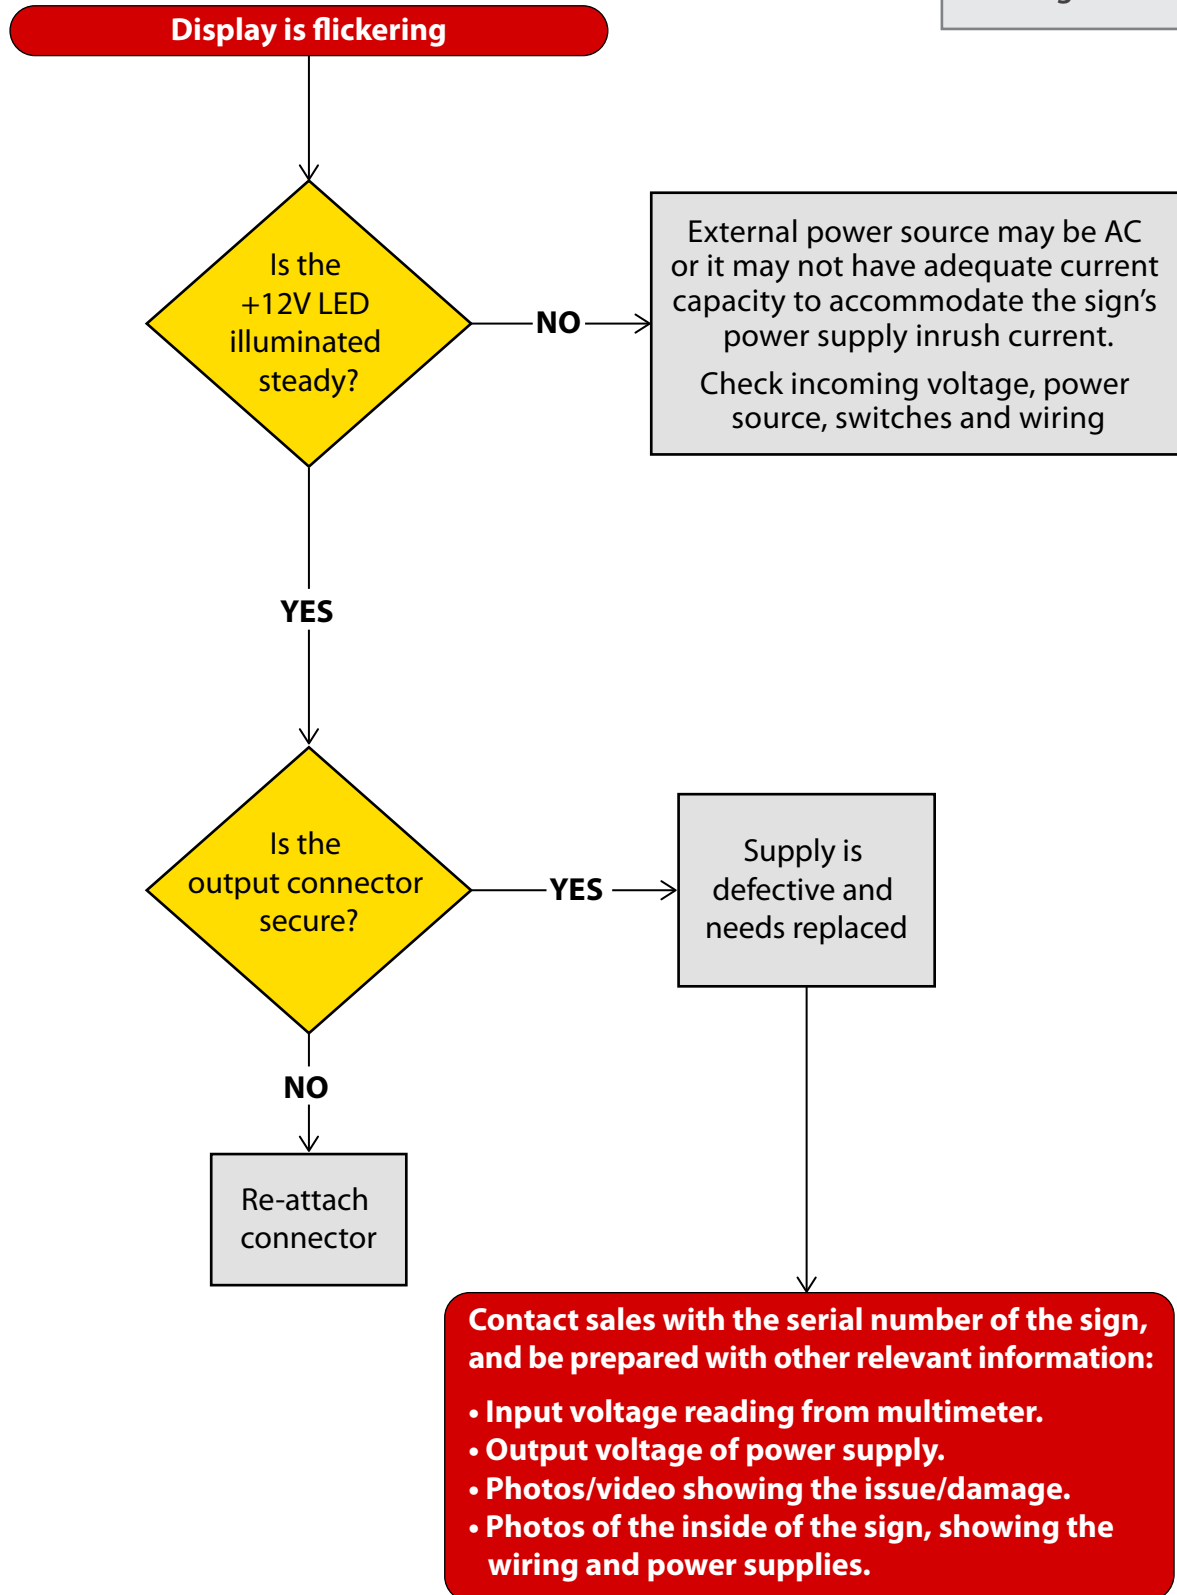 Display is flickering
Is the
+12V LED
illuminated
steady?
NO
External power source may be AC
or it may not have adequate current
capacity to accommodate the sign’s
power supply inrush current.
Check incoming voltage, power
source, switches and wiring
YES
Is the
output connector
secure?
YES
Supply is
defective and
needs replaced
NO
Re-attach
connector
Contact sales with the serial number of the sign,
and be prepared with other relevant information:
• Input voltage reading from multimeter.
• Output voltage of power supply.
• Photos/video showing the issue/damage.
• Photos of the inside of the sign, showing the
wiring and power supplies.